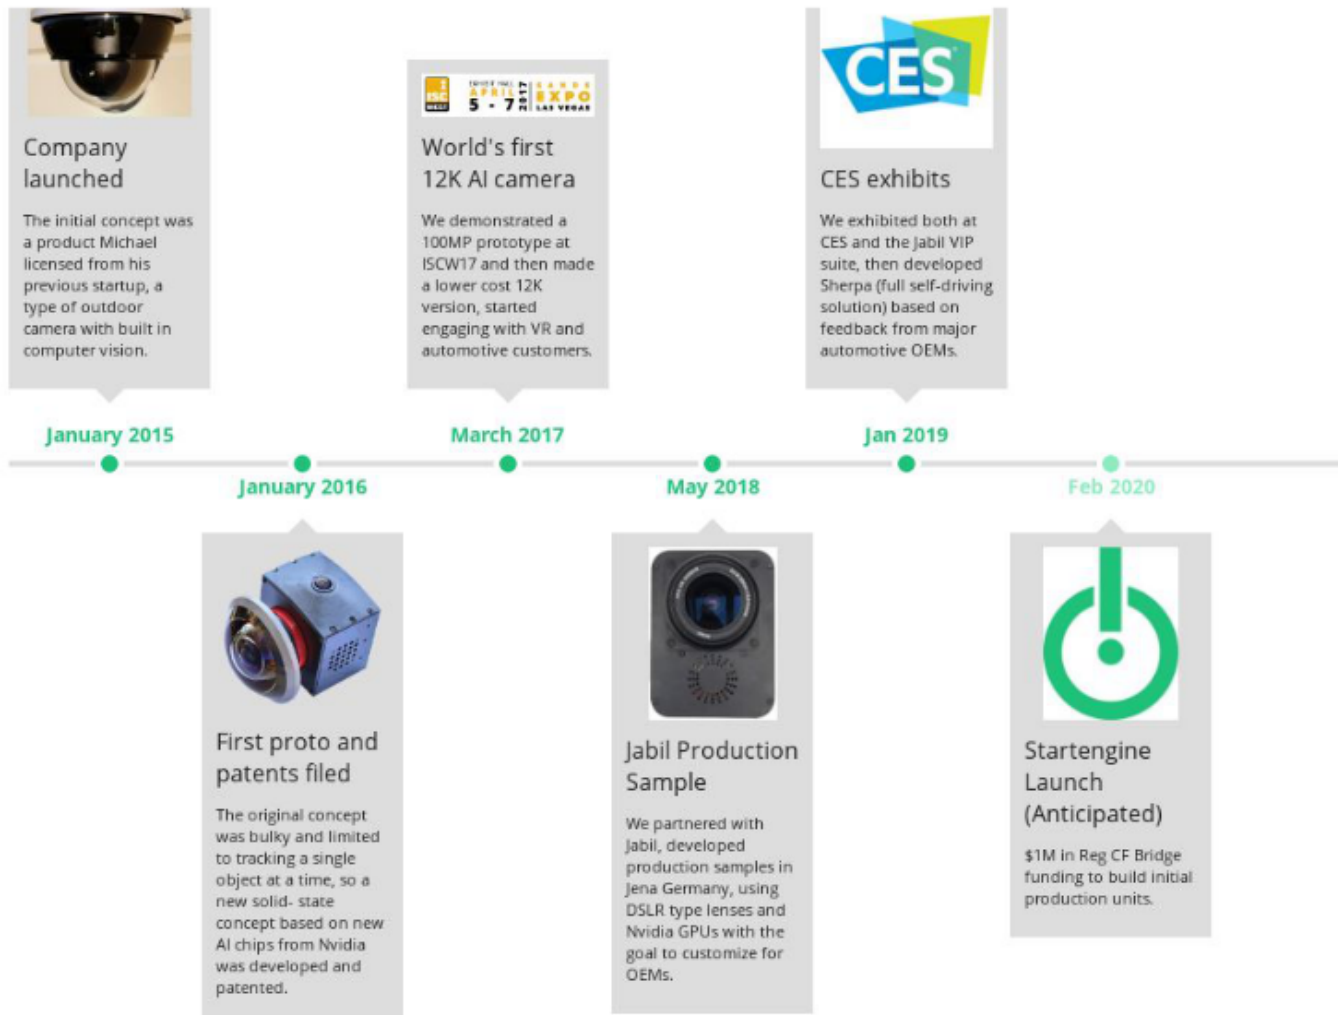 Company
launched
The initial concept was
a product Michael
licensed from his
previous startup, a
type of outdoor
camera with built in
computer vision.
January 2015
January 2016
First proto and
patents filed
The original concept
was bulky and limited
to tracking a single
object at a time, so a
new solid- state
concept based on new
AI chips from Nvidia
was developed and
patented.
ISC
WEST
EXHIBIT HALL
APRIL
5 - 7
2017
SANDS
EXPO
LAS VEGAS
World's first
12K AI camera
We demonstrated a
100MP prototype at
ISCW17 and then made
a lower cost 12K
version, started
engaging with VR and
automotive customers.
March 2017
May 2018
Jabil Production
Sample
We partnered with
Jabil, developed
production samples in
Jena Germany, using
DSLR type lenses and
Nvidia GPUs with the
goal to customize for
OEMs.
CES
CES exhibits
We exhibited both at
CES and the Jabil VIP
suite, then developed
Sherpa (full self-driving
solution) based on
feedback from major
automotive OEMs.
Jan 2019
Feb 2020
Startengine
Launch
(Anticipated)
$1M in Reg CF Bridge
funding to build initial
production units.